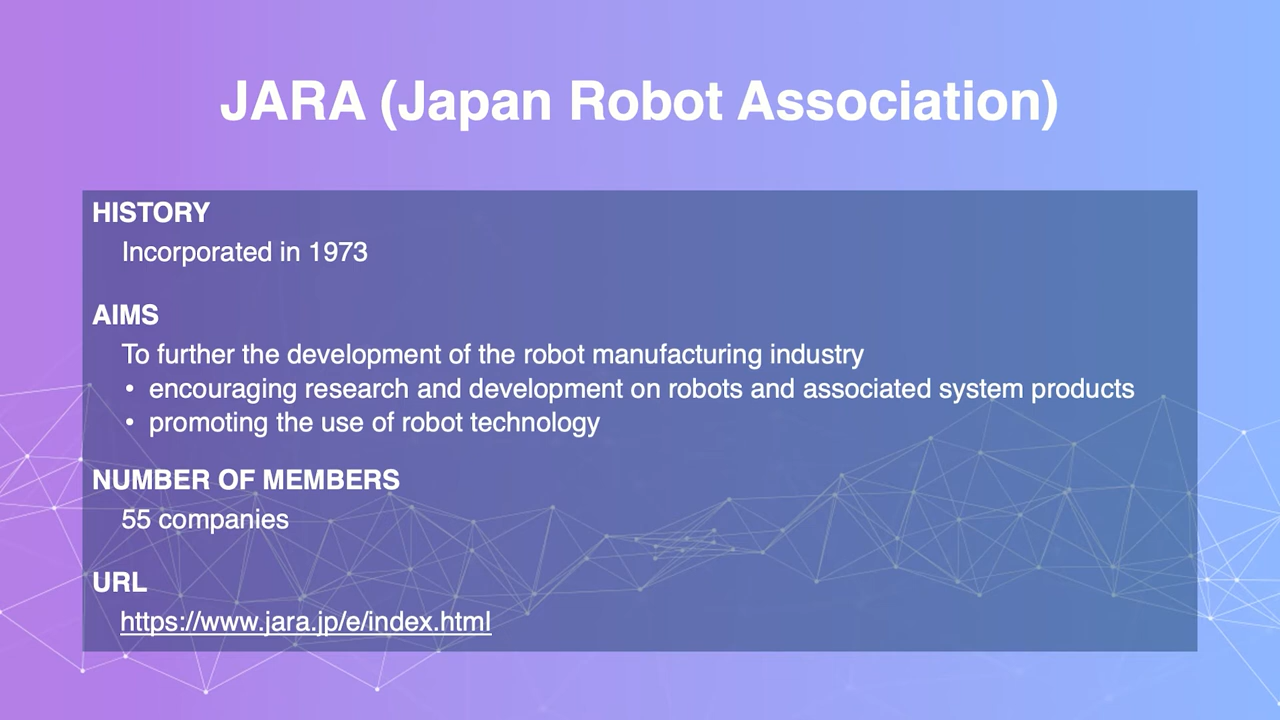 JARA (Japan Robot Association)
HISTORY
Incorporated in 1973
AIMS
To further the development of the robot manufacturing industry
• encouraging research and development on robots and associated system products
• promoting the use of robot technology
NUMBER OF MEMBERS
55 companies
URL
https://www.jara.jp/e/index.html